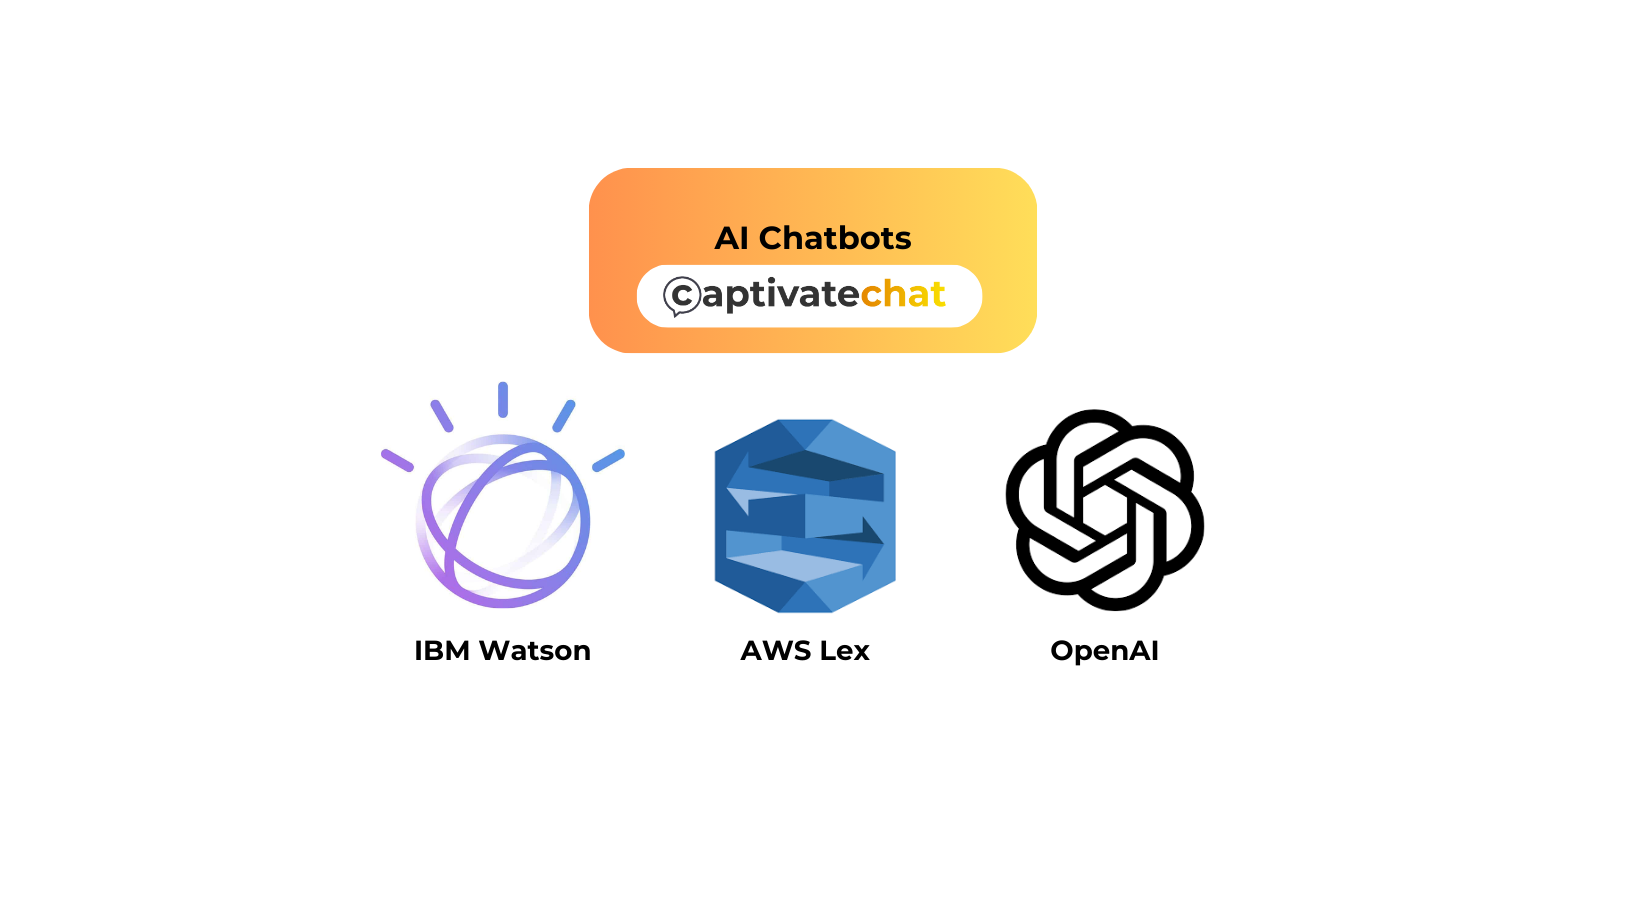 AI Chatbots
captivatechat
IBM Watson
AWS Lex
OpenAI